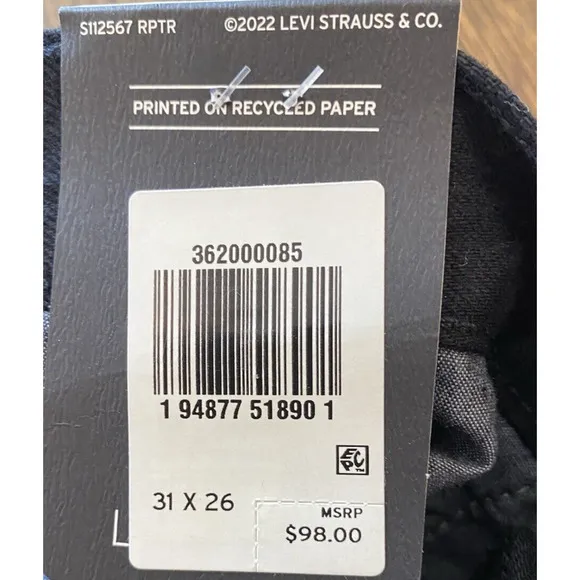 S112567 RPTR ©2022 LEVI STRAUSS & CO.
PRINTED ON RECYCLED PAPER
362000085
1 94877 51890 1
EPC™
31 X 26
MSRP
$98.00
L